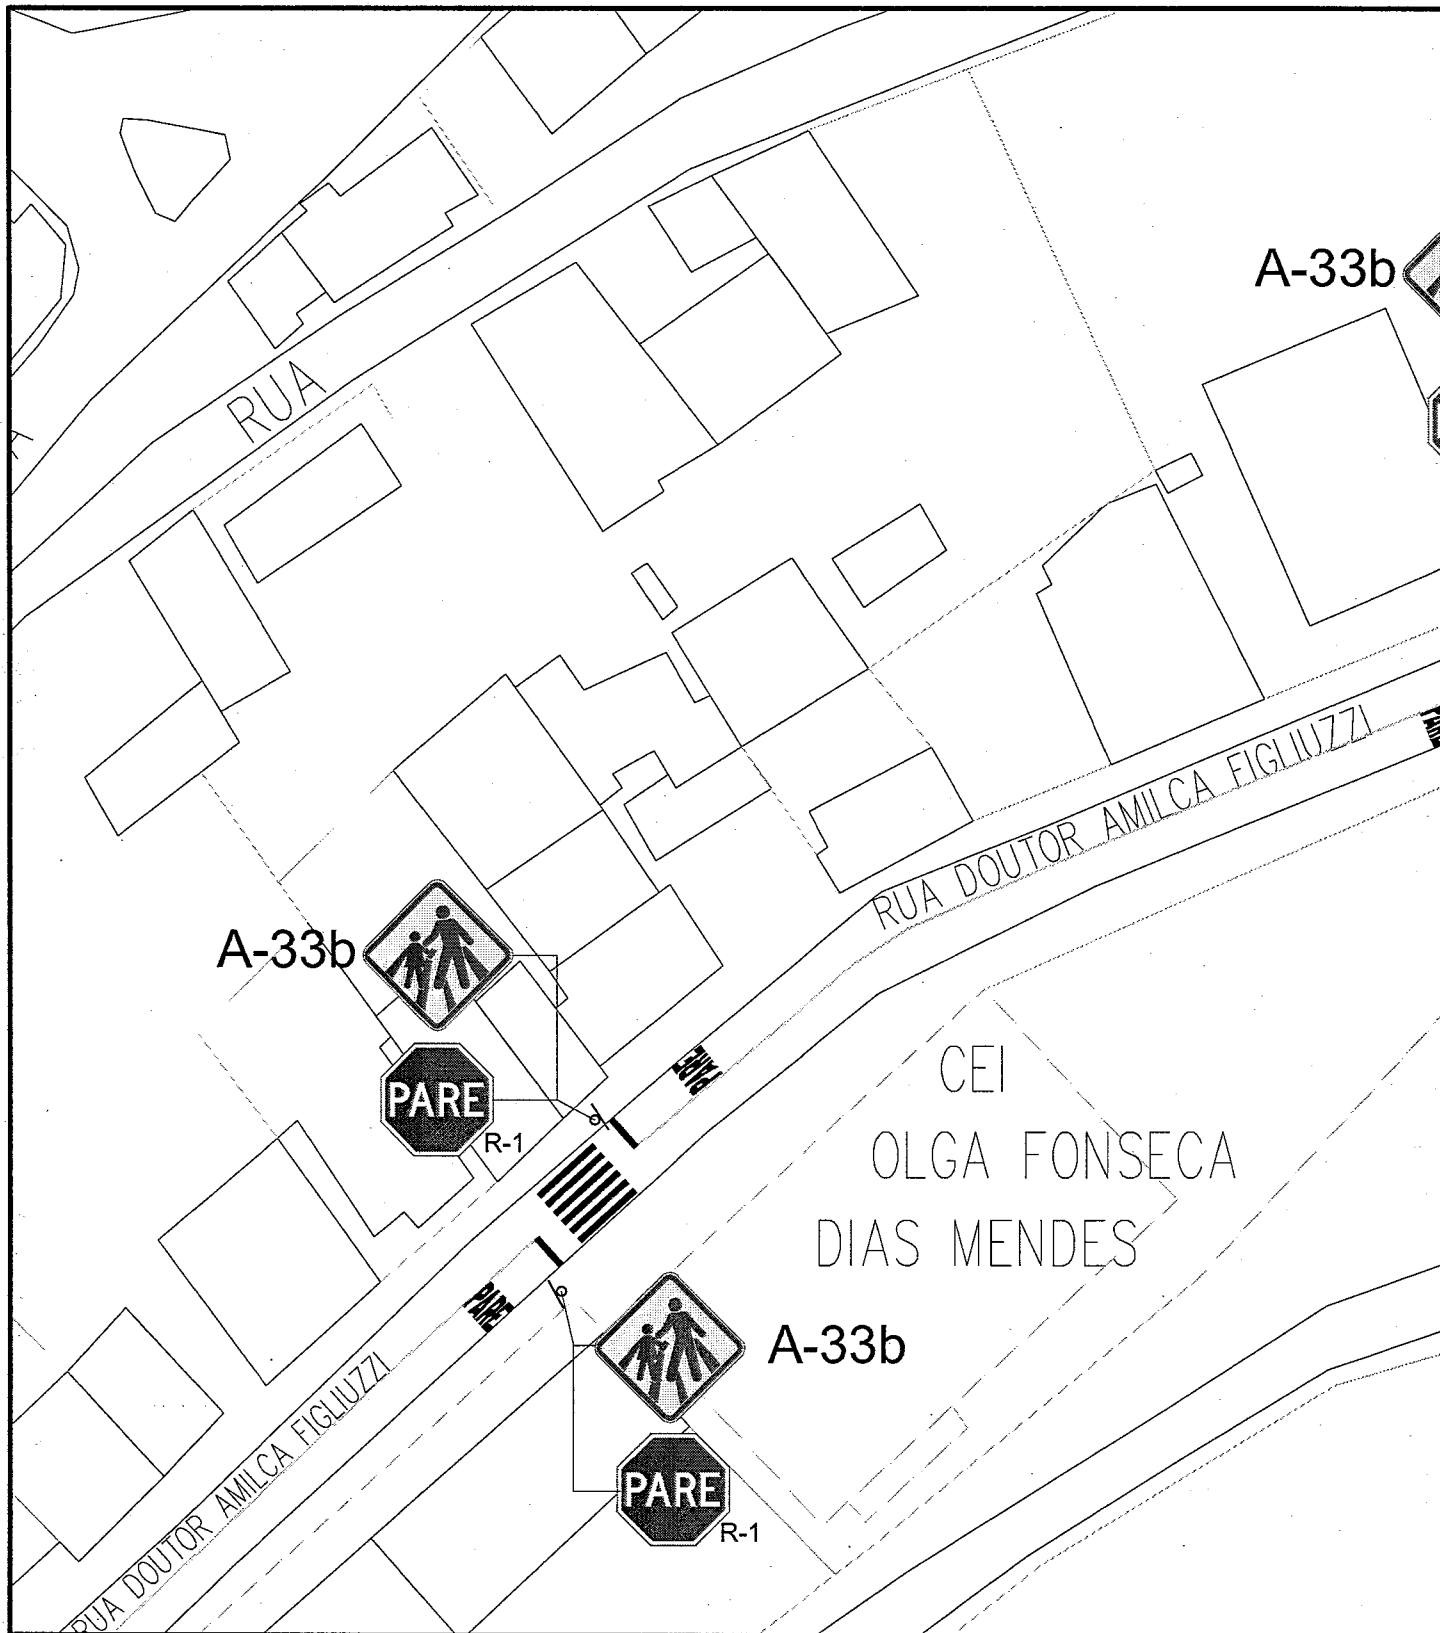 A-33b
RUA
RUA DOUTOR AMILCA FIGLIUZZI
A-33b
PARE
R-1
PARE
CEI
OLGA FONSECA
DIAS MENDES
PARE
A-33b
PARE
R-1
RUA DOUTOR AMILCA FIGLIUZZI